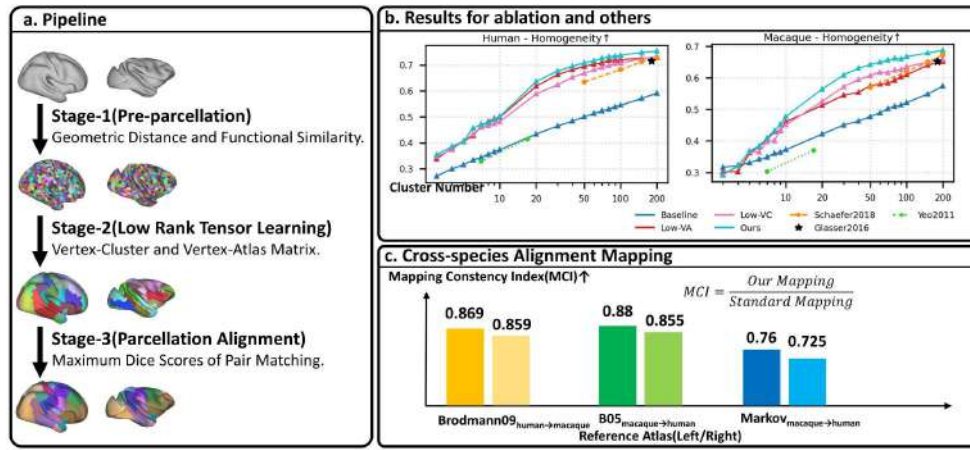 a. Pipeline
Stage-1(Pre-parcellation)
Geometric Distance and Functional Similarity.
Stage-2(Low Rank Tensor Learning)
Vertex-Cluster and Vertex-Atlas Matrix.
Stage-3(Parcellation Alignment)
Maximum Dice Scores of Pair Matching.
b. Results for ablation and others
Human - Homogeneity↑
0.7
0.6
0.5
0.4
0.3
Cluster Number
10
20
50
100
200
Macaque - Homogeneity↑
0.7
0.6
0.5
0.4
0.3
10
20
50
100
200
Baseline
Low-VA
Low-VC
Ours
Schaefer2018
Glasser2016
Yeo2011
c. Cross-species Alignment Mapping
Mapping Constency Index(MCI)↑
MCI = Our Mapping / Standard Mapping
0.869 0.859
0.88 0.855
0.76 0.725
Brodmann09human→macaque B05macaque→human Markovmacaque→human
Reference Atlas(Left/Right)